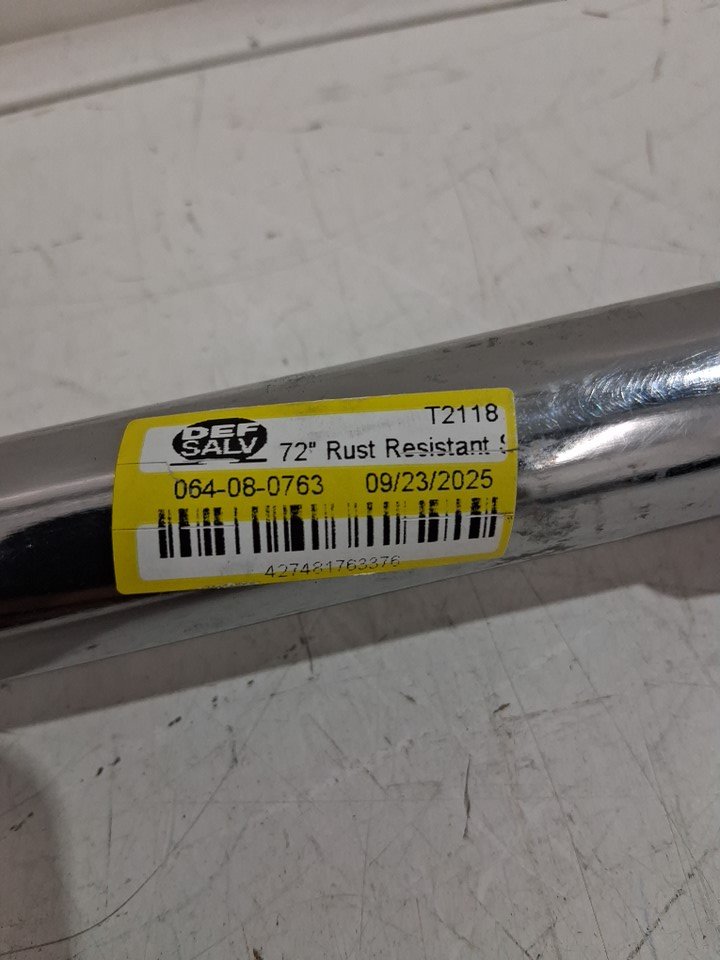 T2118
DEF
SALV
72" Rust Resistant S
064-08-0763 09/23/2025
427481763376